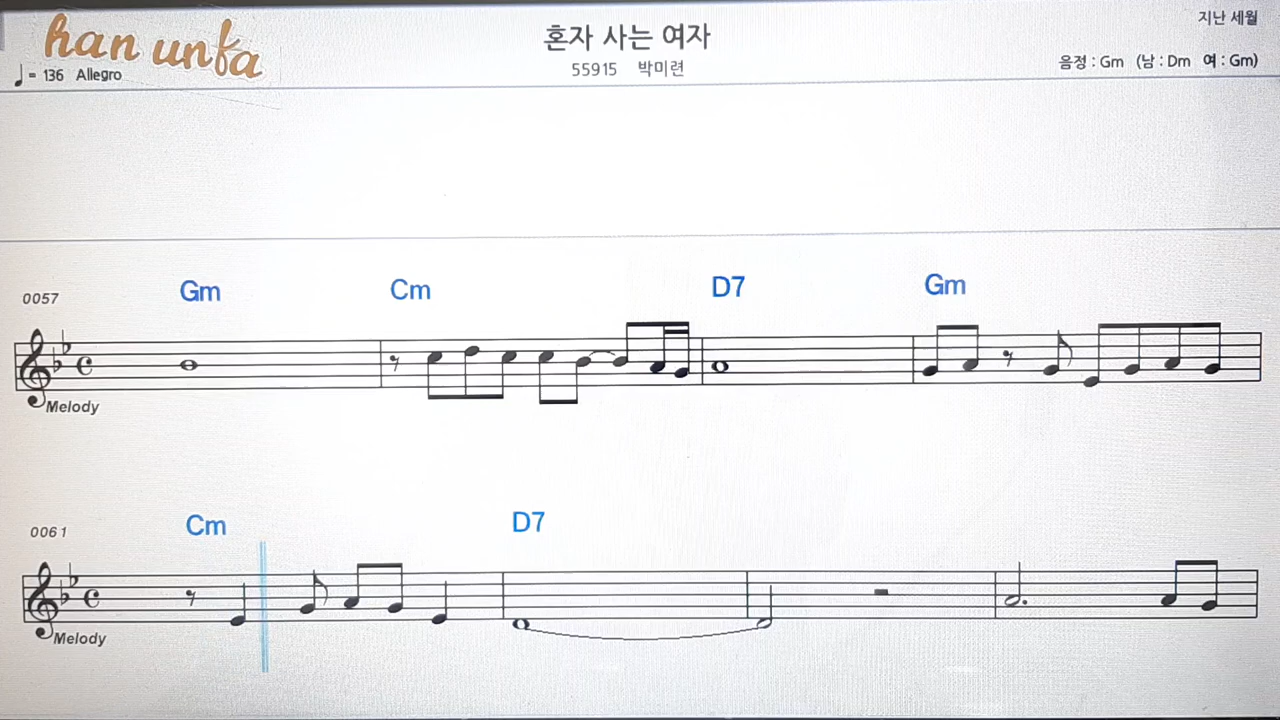 han unfa
지난 세월
혼자 사는 여자
55915 박미련
♩ = 136 Allegro
음정 : Gm (남 : Dm 여 : Gm)
0057
Gm Cm D7 Gm
Melody
0061
Cm D7
Melody